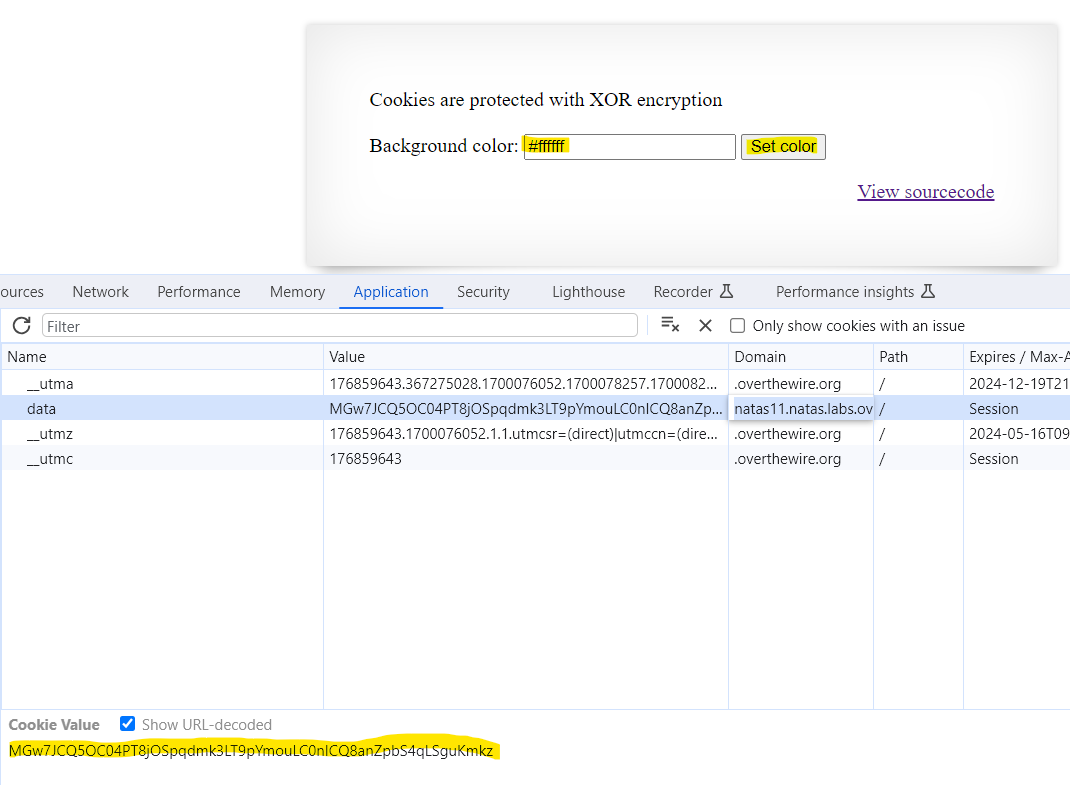 Cookies are protected with XOR encryption
Background color: #ffffff Set color
View sourcecode
ources Network Performance Memory Application Security Lighthouse Recorder Performance insights
Filter Only show cookies with an issue
Name Value Domain Path Expires / Max-A
__utma 176859643.367275028.1700076052.1700078257.1700082... .overthewire.org / 2024-12-19T21
data MGw7JCQ5OC04PT8jOSpqdmk3LT9pYmouLC0nICQ8anZp... natas11.natas.labs.ov / Session
__utmz 176859643.1700076052.1.1.utmcsr=(direct)|utmccn=(dire... .overthewire.org / 2024-05-16T09
__utmc 176859643 .overthewire.org / Session
Cookie Value Show URL-decoded
MGw7JCQ5OC04PT8jOSpqdmk3LT9pYmouLC0nICQ8anZpbS4qLSguKmkz